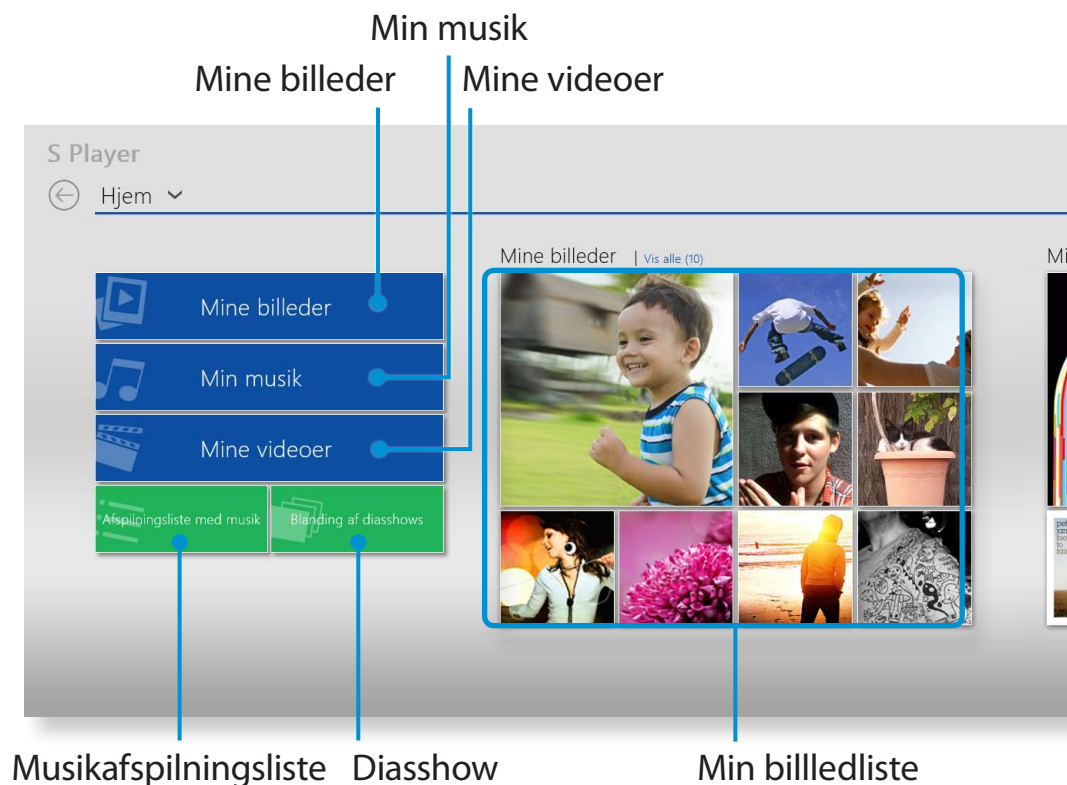 Min musik
Mine billeder
Mine videoer
S Player
Hjem
Mine billeder | Vis alle (10)
Mine billeder
Min musik
Mine videoer
Afspilningsliste med musik
Blanding af diasshows
Musikafspilningsliste
Diasshow
Min billledliste